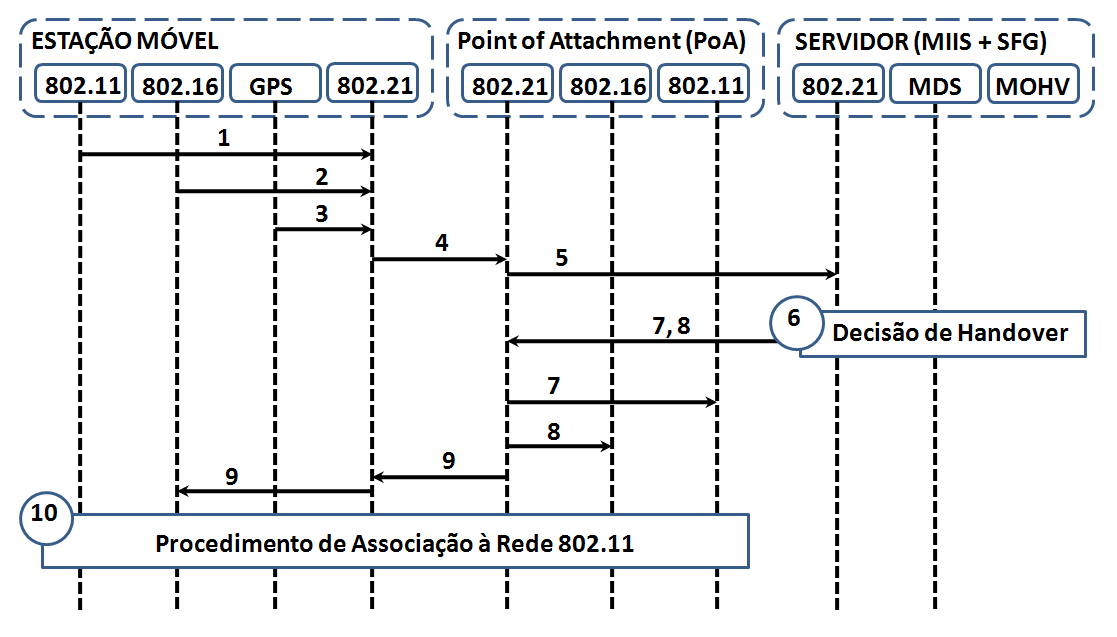 ESTAÇÃO MÓVEL
Point of Attachment (PoA)
SERVIDOR (MIIS + SFG)
802.11 802.16 GPS 802.21
802.21 802.16 802.11
802.21 MDS MOHV
1
2
3
4
5
6
Decisão de Handover
7, 8
7
8
9
9
10
Procedimento de Associação à Rede 802.11